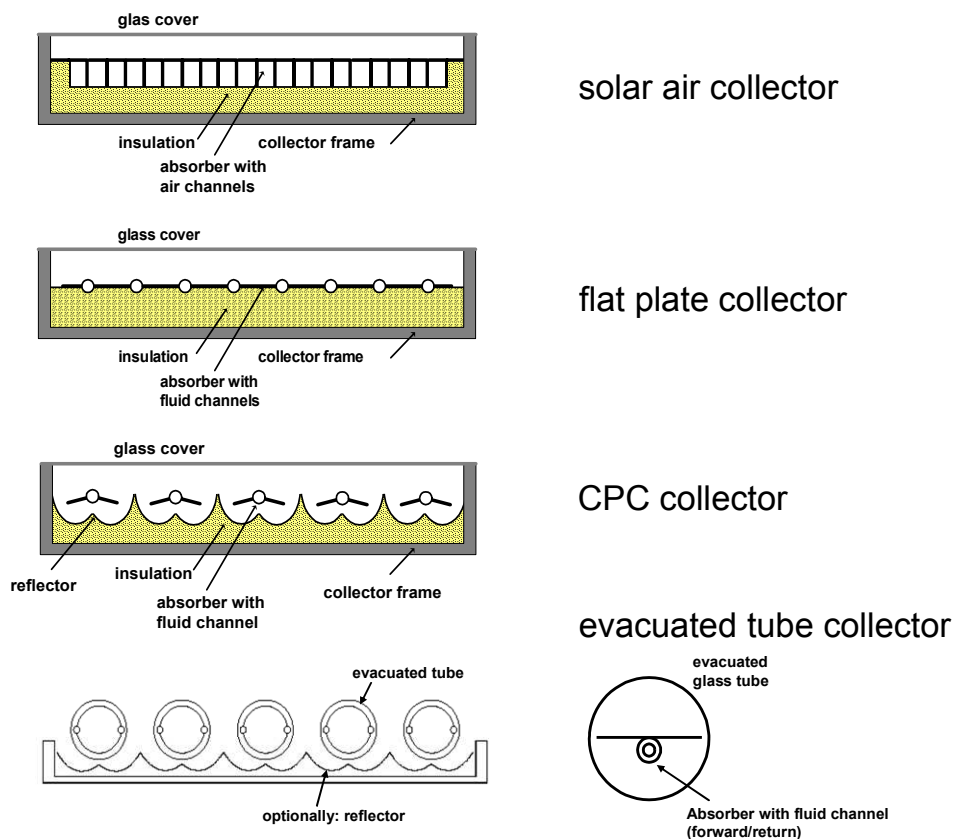 glas cover
solar air collector
insulation
collector frame
absorber with
air channels
glass cover
flat plate collector
insulation
collector frame
absorber with
fluid channels
glass cover
CPC collector
reflector
insulation
collector frame
absorber with
fluid channel
evacuated tube collector
evacuated tube
evacuated
glass tube
optionally: reflector
Absorber with fluid channel
(forward/return)